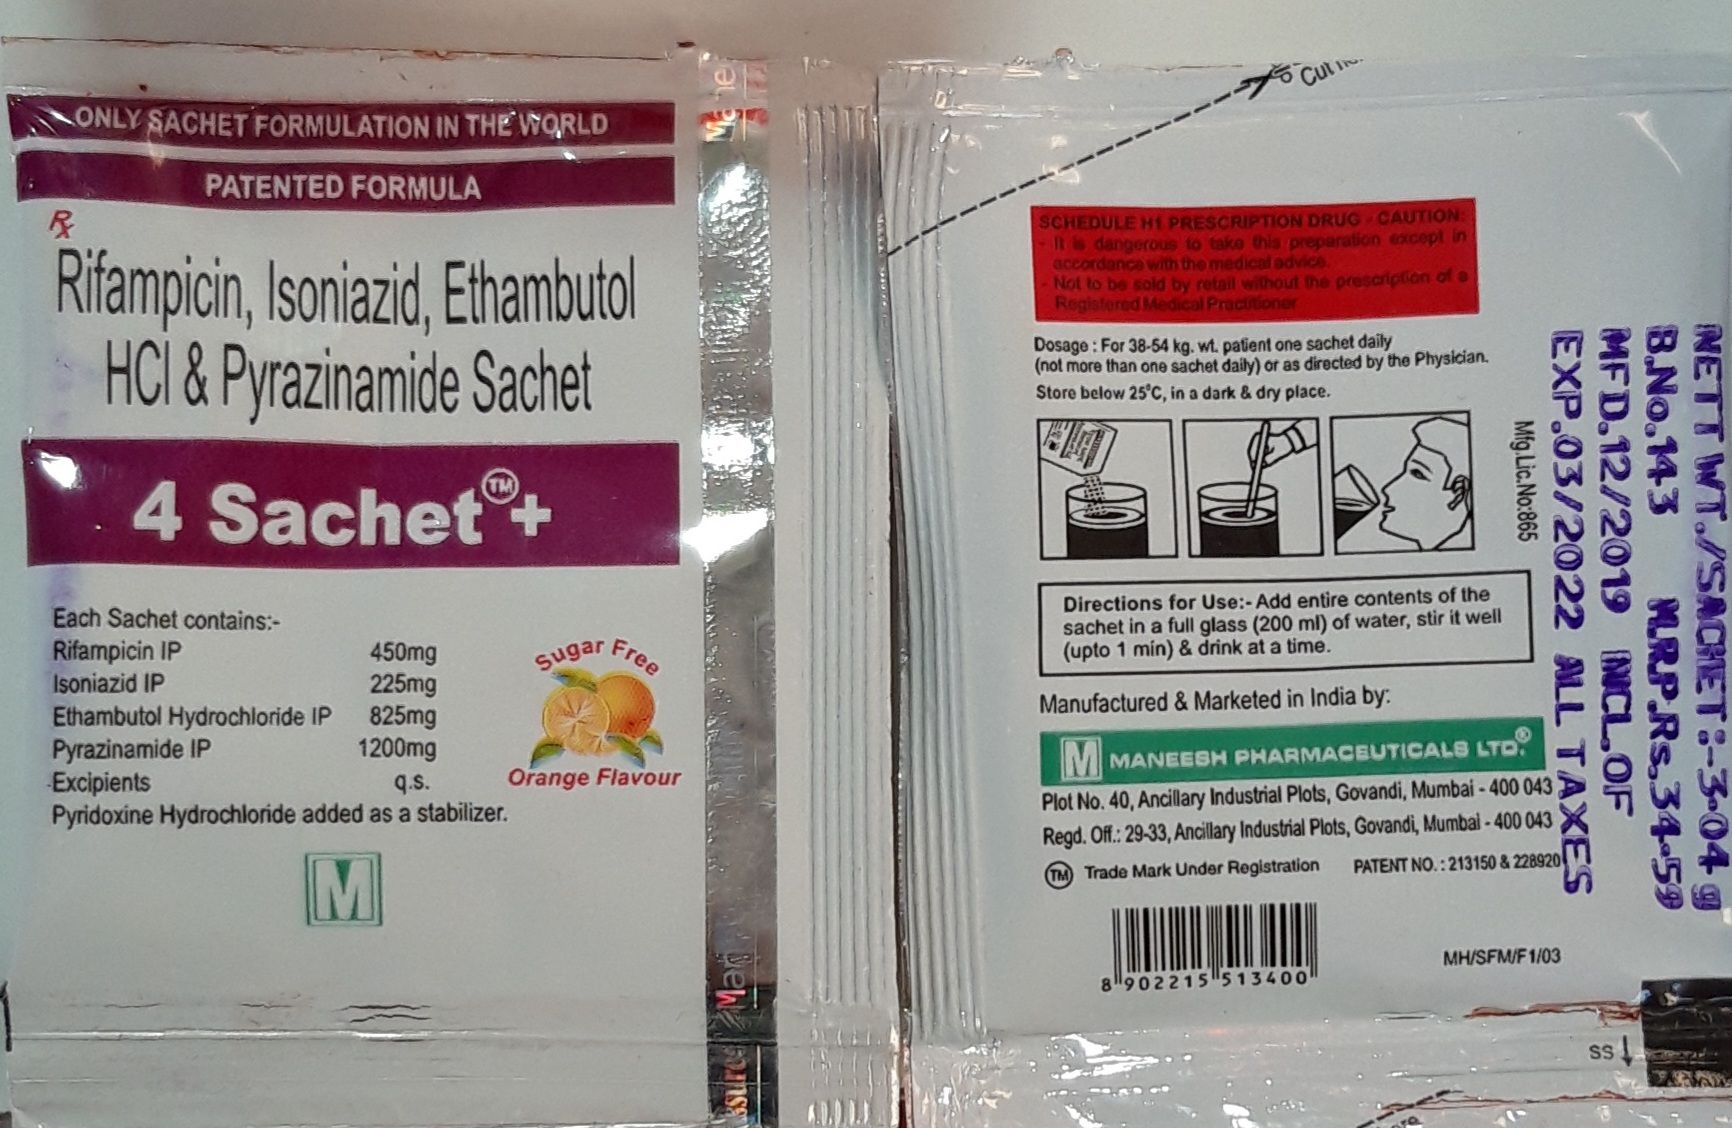 ONLY SACHET FORMULATION IN THE WORLD
PATENTED FORMULA
Rx
Rifampicin, Isoniazid, Ethambutol
HCl & Pyrazinamide Sachet
4 Sachet™+
Each Sachet contains:-
Rifampicin IP 450mg
Isoniazid IP 225mg
Ethambutol Hydrochloride IP 825mg
Pyrazinamide IP 1200mg
Excipients q.s.
Pyridoxine Hydrochloride added as a stabilizer.
Sugar Free
Orange Flavour
M
SCHEDULE H1 PRESCRIPTION DRUG - CAUTION:
- It is dangerous to take this preparation except in
accordance with the medical advice.
- Not to be sold by retail without the prescription of a
Registered Medical Practitioner
Dosage : For 38-54 kg. wt. patient one sachet daily
(not more than one sachet daily) or as directed by the Physician.
Store below 25°C, in a dark & dry place.
Directions for Use:- Add entire contents of the
sachet in a full glass (200 ml) of water, stir it well
(upto 1 min) & drink at a time.
Manufactured & Marketed in India by:
M MANEESH PHARMACEUTICALS LTD.®
Plot No. 40, Ancillary Industrial Plots, Govandi, Mumbai - 400 043
Regd. Off.: 29-33, Ancillary Industrial Plots, Govandi, Mumbai - 400 043
TM Trade Mark Under Registration PATENT NO. : 213150 & 228920
8 902215 513400
MH/SFM/F1/03
SS
Mfg.Lic.No:865
NETT WT./SACHET:-3.04 g
B.No.143 M.R.P.Rs.34.59
MFD.12/2019 INCL.OF
EXP.03/2022 ALL TAXES